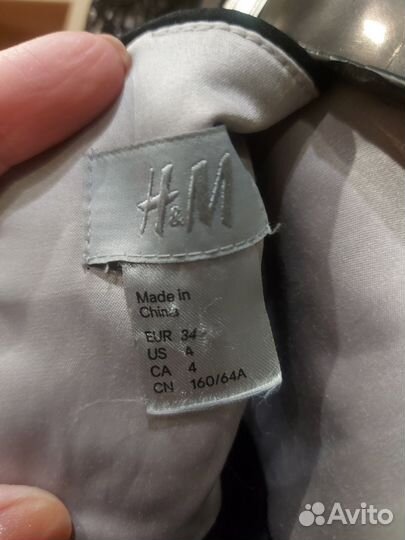 H&M
Made in
China
EUR 34
US 4
CA 4
CN 160/64A
Avito